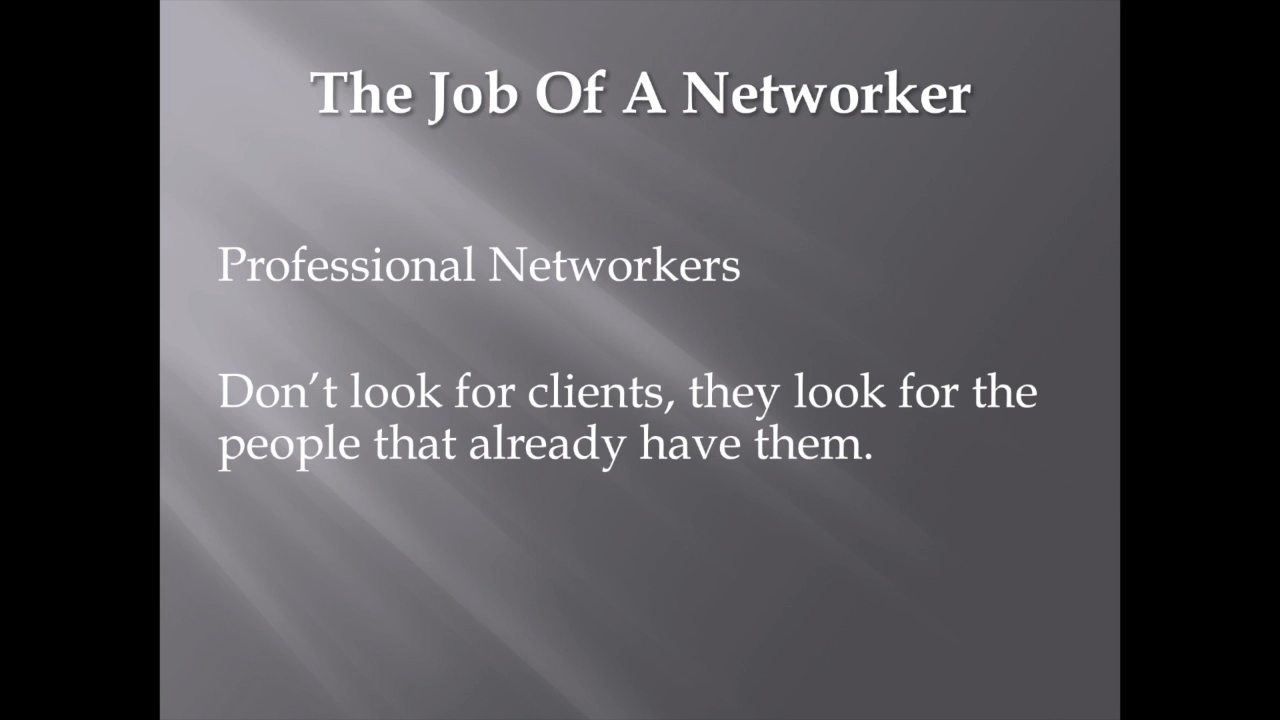 The Job Of A Networker
Professional Networkers
Don’t look for clients, they look for the
people that already have them.